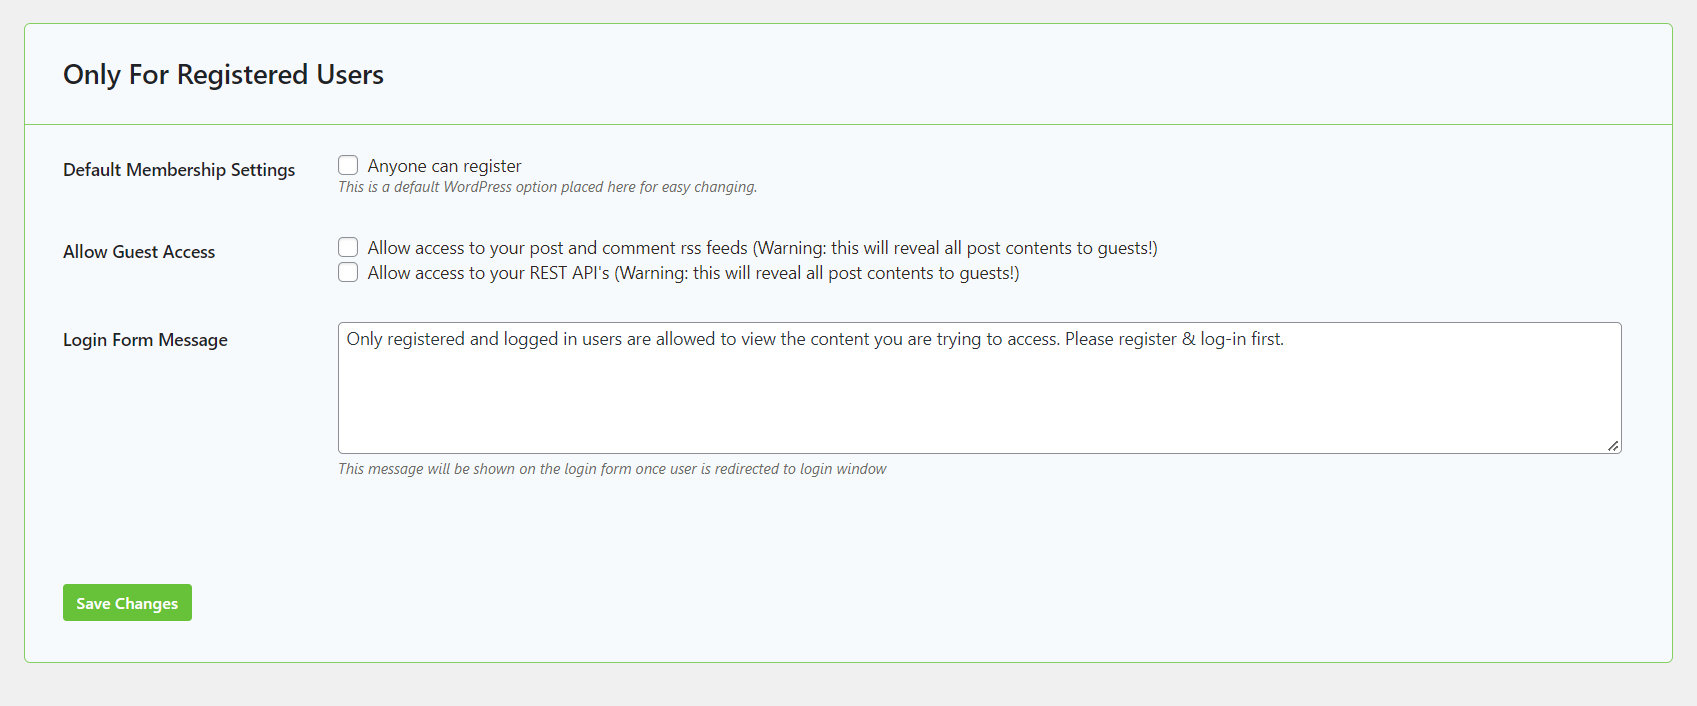 Only For Registered Users
Default Membership Settings
Anyone can register
This is a default WordPress option placed here for easy changing.
Allow Guest Access
Allow access to your post and comment rss feeds (Warning: this will reveal all post contents to guests!)
Allow access to your REST API's (Warning: this will reveal all post contents to guests!)
Login Form Message
Only registered and logged in users are allowed to view the content you are trying to access. Please register & log-in first.
This message will be shown on the login form once user is redirected to login window
Save Changes